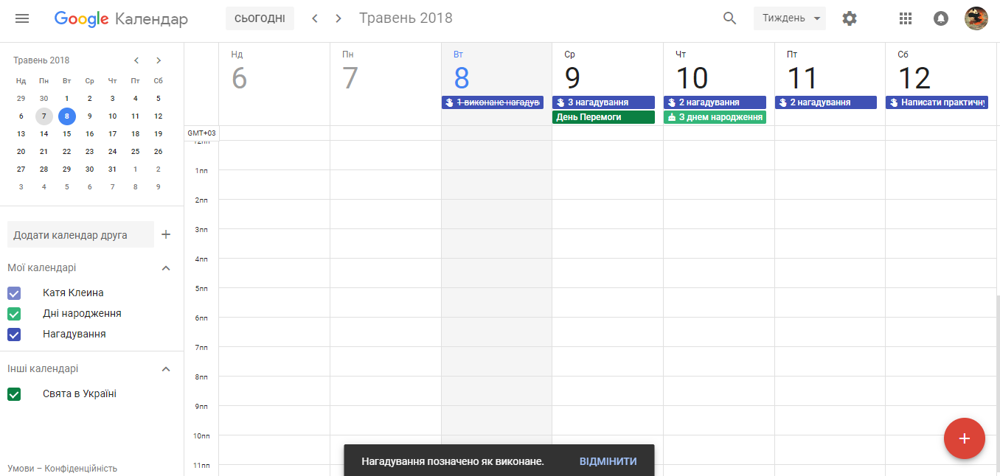 Google Календар
СЬОГОДНІ
Травень 2018
Тиждень
Травень 2018
Нд Пн Вт Ср Чт Пт Сб
29 30 1 2 3 4 5
6 7 8 9 10 11 12
13 14 15 16 17 18 19
20 21 22 23 24 25 26
27 28 29 30 31 1 2
3 4 5 6 7 8 9
Додати календар друга
Мої календарі
Катя Клеина
Дні народження
Нагадування
Інші календарі
Свята в Україні
Умови – Конфіденційність
Нд Пн Вт Ср Чт Пт Сб
6 7 8 9 10 11 12
1 виконане нагадув 3 нагадування 2 нагадування 2 нагадування Написати практичн
День Перемоги З днем народження
GMT+03
12пп
1пп
2пп
3пп
4пп
5пп
6пп
7пп
8пп
9пп
10пп
11пп
Нагадування позначено як виконане. ВІДМІНИТИ